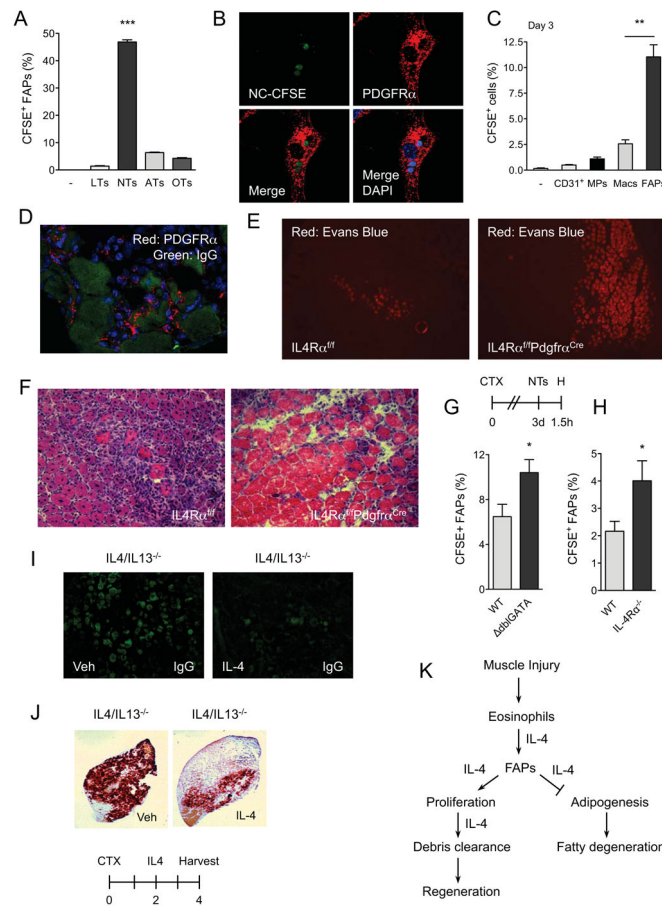 A
CFSE+ FAPs (%)
60
50
40
30
20
10
0
***
- LTs NTs ATs OTs
B
NC-CFSE
PDGFRα
Merge
Merge
DAPI
C
Day 3
**
CFSE+ cells (%)
12.5
10.0
7.5
5.0
2.5
0.0
- CD31+ MPs Macs FAPs
D
Red: PDGFRα
Green: IgG
E
Red: Evans Blue
IL4Rαf/f
Red: Evans Blue
IL4Rαf/fPdgfrαCre
F
IL4Rαf/f
IL4Rαf/fPdgfrαCre
CTX NTs H
0 3d 1.5h
G
CFSE+ FAPs (%)
12
9
6
3
0
*
WT
ΔdblGATA
H
CFSE+ FAPs (%)
5
4
3
2
1
0
*
WT
IL-4Rα-/-
I
IL4/IL13-/-
IL4/IL13-/-
Veh IgG
IL-4 IgG
J
IL4/IL13-/-
IL4/IL13-/-
Veh
IL-4
CTX IL4 Harvest
0 2 4
K
Muscle Injury
Eosinophils
IL-4
FAPs
IL-4 IL-4
Proliferation Adipogenesis
IL-4
Debris clearance Fatty degeneration
Regeneration